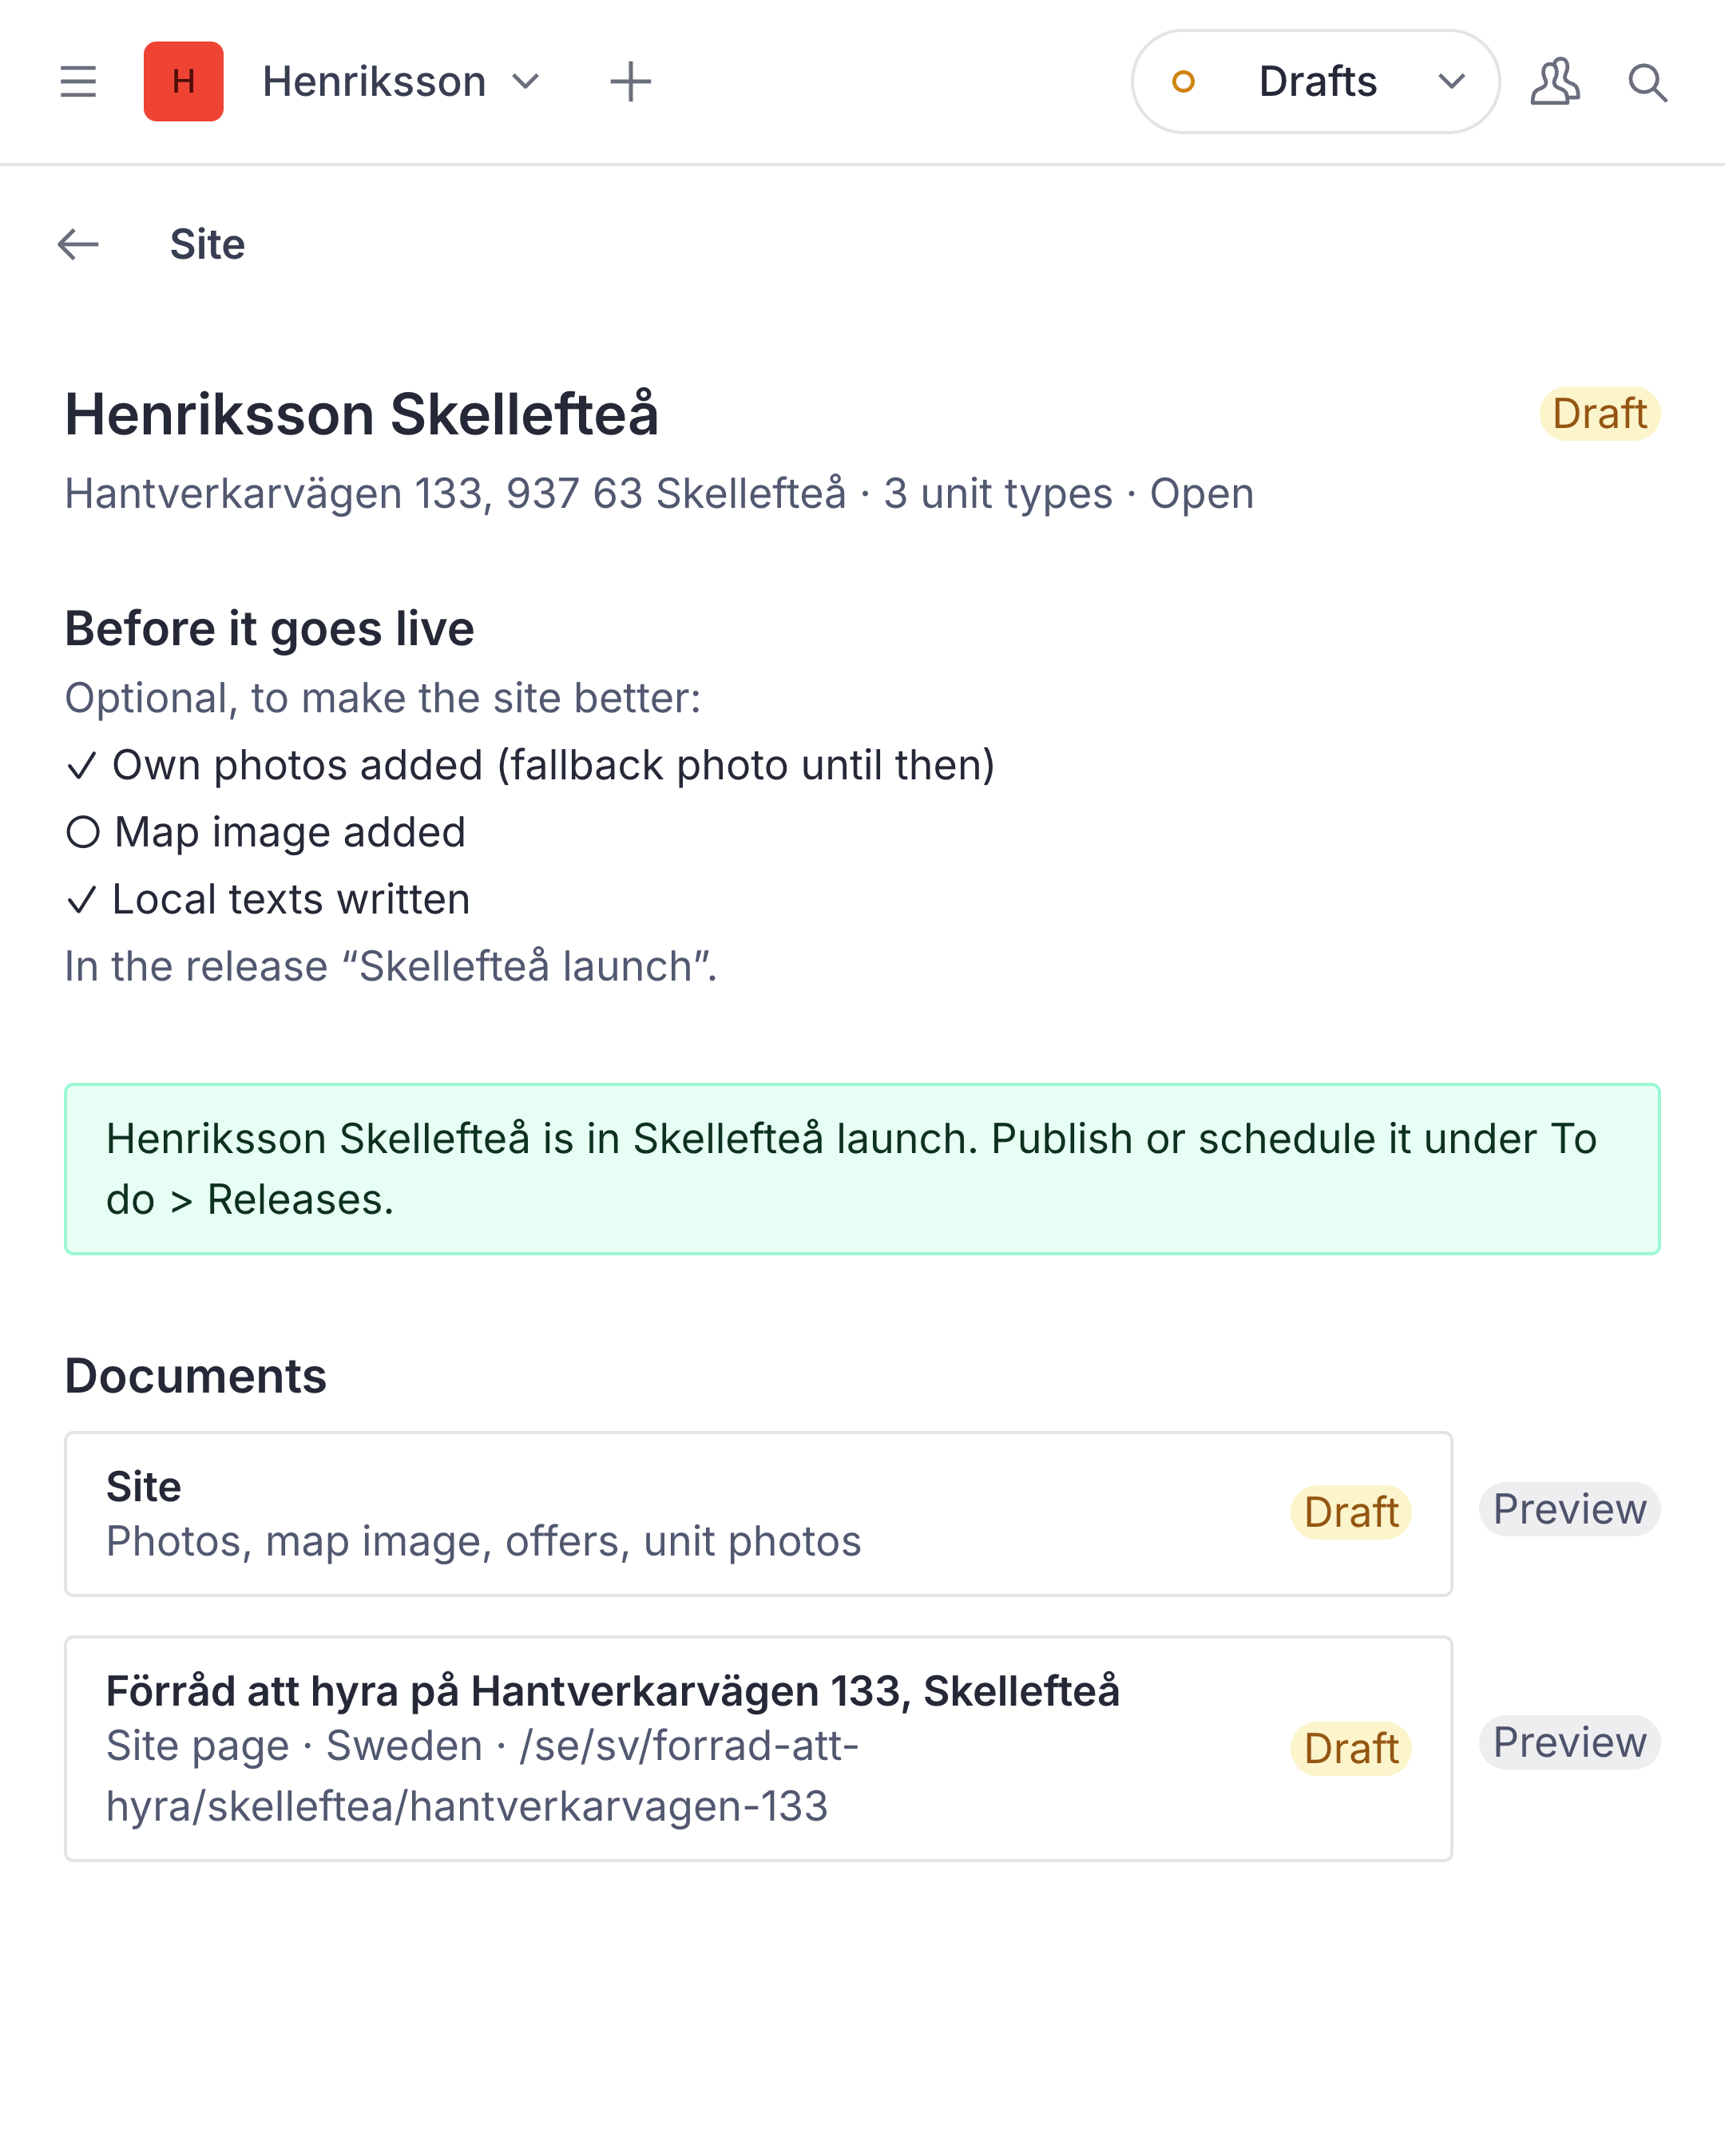 H Henriksson Drafts
Site
Henriksson Skellefteå Draft
Hantverkarvägen 133, 937 63 Skellefteå · 3 unit types · Open
Before it goes live
Optional, to make the site better:
✓ Own photos added (fallback photo until then)
○ Map image added
✓ Local texts written
In the release “Skellefteå launch”.
Henriksson Skellefteå is in Skellefteå launch. Publish or schedule it under To
do > Releases.
Documents
Site
Photos, map image, offers, unit photos
Draft Preview
Förråd att hyra på Hantverkarvägen 133, Skellefteå
Site page · Sweden · /se/sv/forrad-att-
hyra/skelleftea/hantverkarvagen-133
Draft Preview